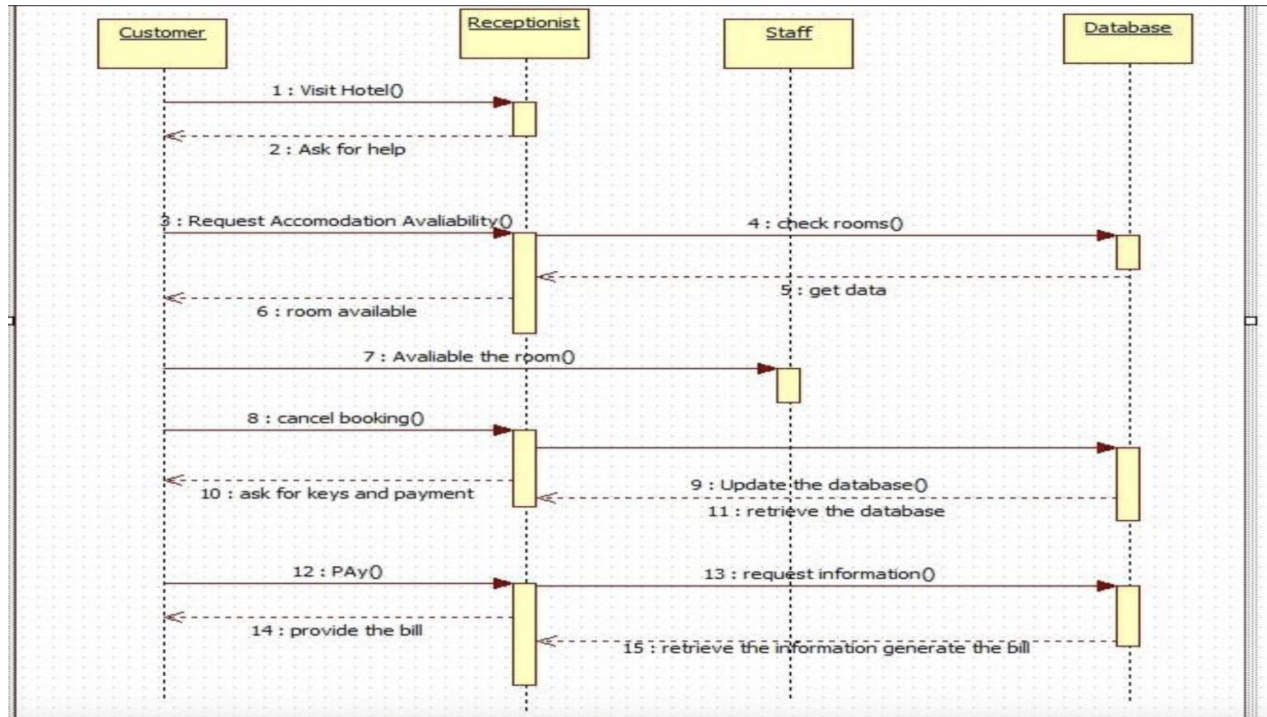 Customer
Receptionist
Staff
Database
1 : Visit Hotel()
2 : Ask for help
3 : Request Accomodation Avaliability()
4 : check rooms()
5 : get data
6 : room available
7 : Avaliable the room()
8 : cancel booking()
9 : Update the database()
10 : ask for keys and payment
11 : retrieve the database
12 : PAy()
13 : request information()
14 : provide the bill
15 : retrieve the information generate the bill